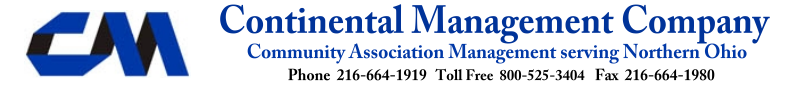 CM
Continental Management Company
Community Association Management serving Northern Ohio
Phone 216-664-1919 Toll Free 800-525-3404 Fax 216-664-1980